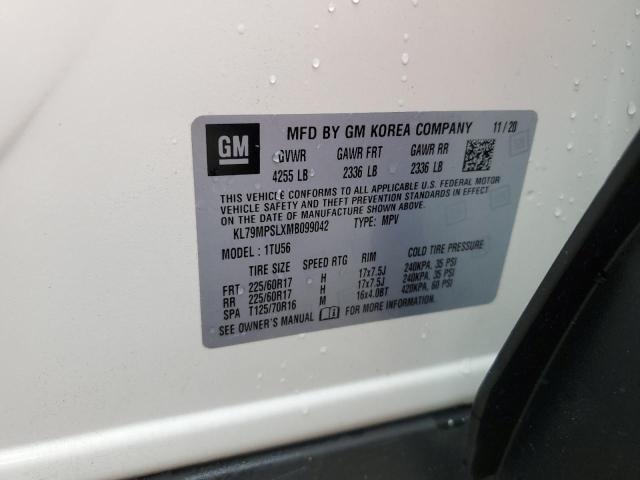 GM
MFD BY GM KOREA COMPANY 11/20
GVWR GAWR FRT GAWR RR
4255 LB 2336 LB 2336 LB
THIS VEHICLE CONFORMS TO ALL APPLICABLE U.S. FEDERAL MOTOR
VEHICLE SAFETY AND THEFT PREVENTION STANDARDS IN EFFECT
ON THE DATE OF MANUFACTURE SHOWN ABOVE.
KL79MPSLXMB099042 TYPE: MPV
MODEL: 1TU56
TIRE SIZE SPEED RTG RIM COLD TIRE PRESSURE
FRT 225/60R17 H 17x7.5J 240KPA, 35 PSI
RR 225/60R17 H 17x7.5J 240KPA, 35 PSI
SPA T125/70R16 M 16x4.0BT 420KPA, 60 PSI
SEE OWNER'S MANUAL FOR MORE INFORMATION.